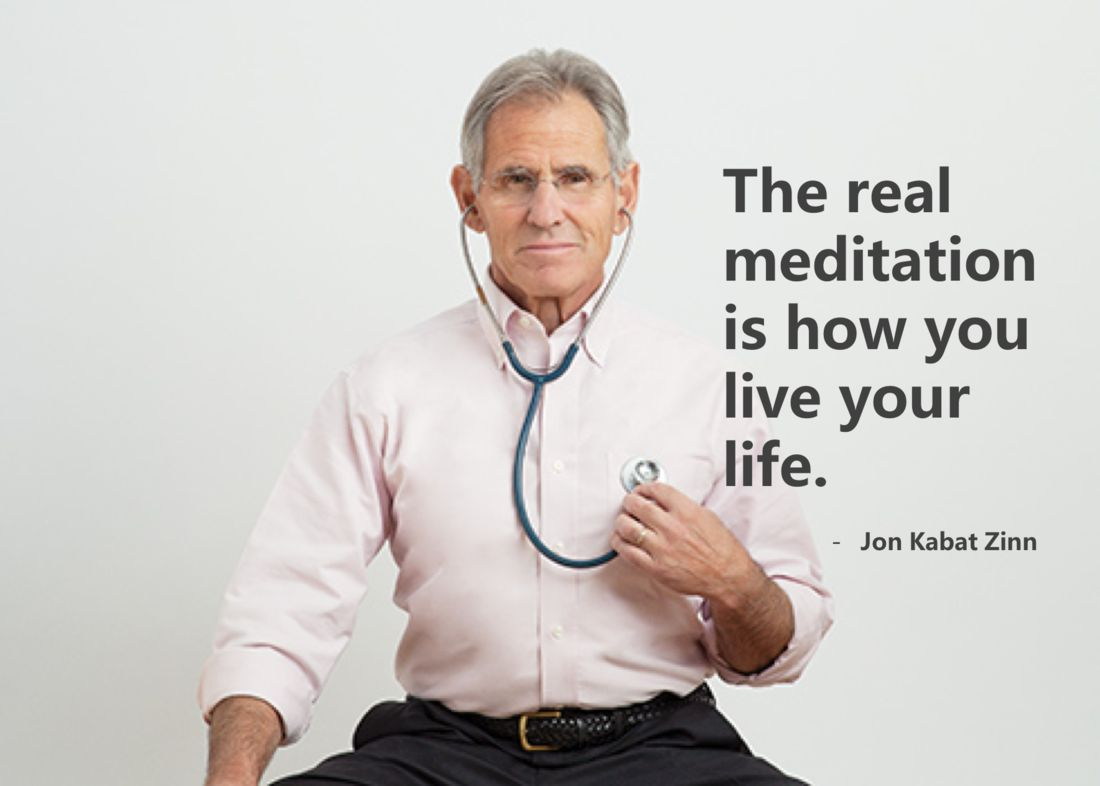 The real
meditation
is how you
live your
life.
- Jon Kabat Zinn